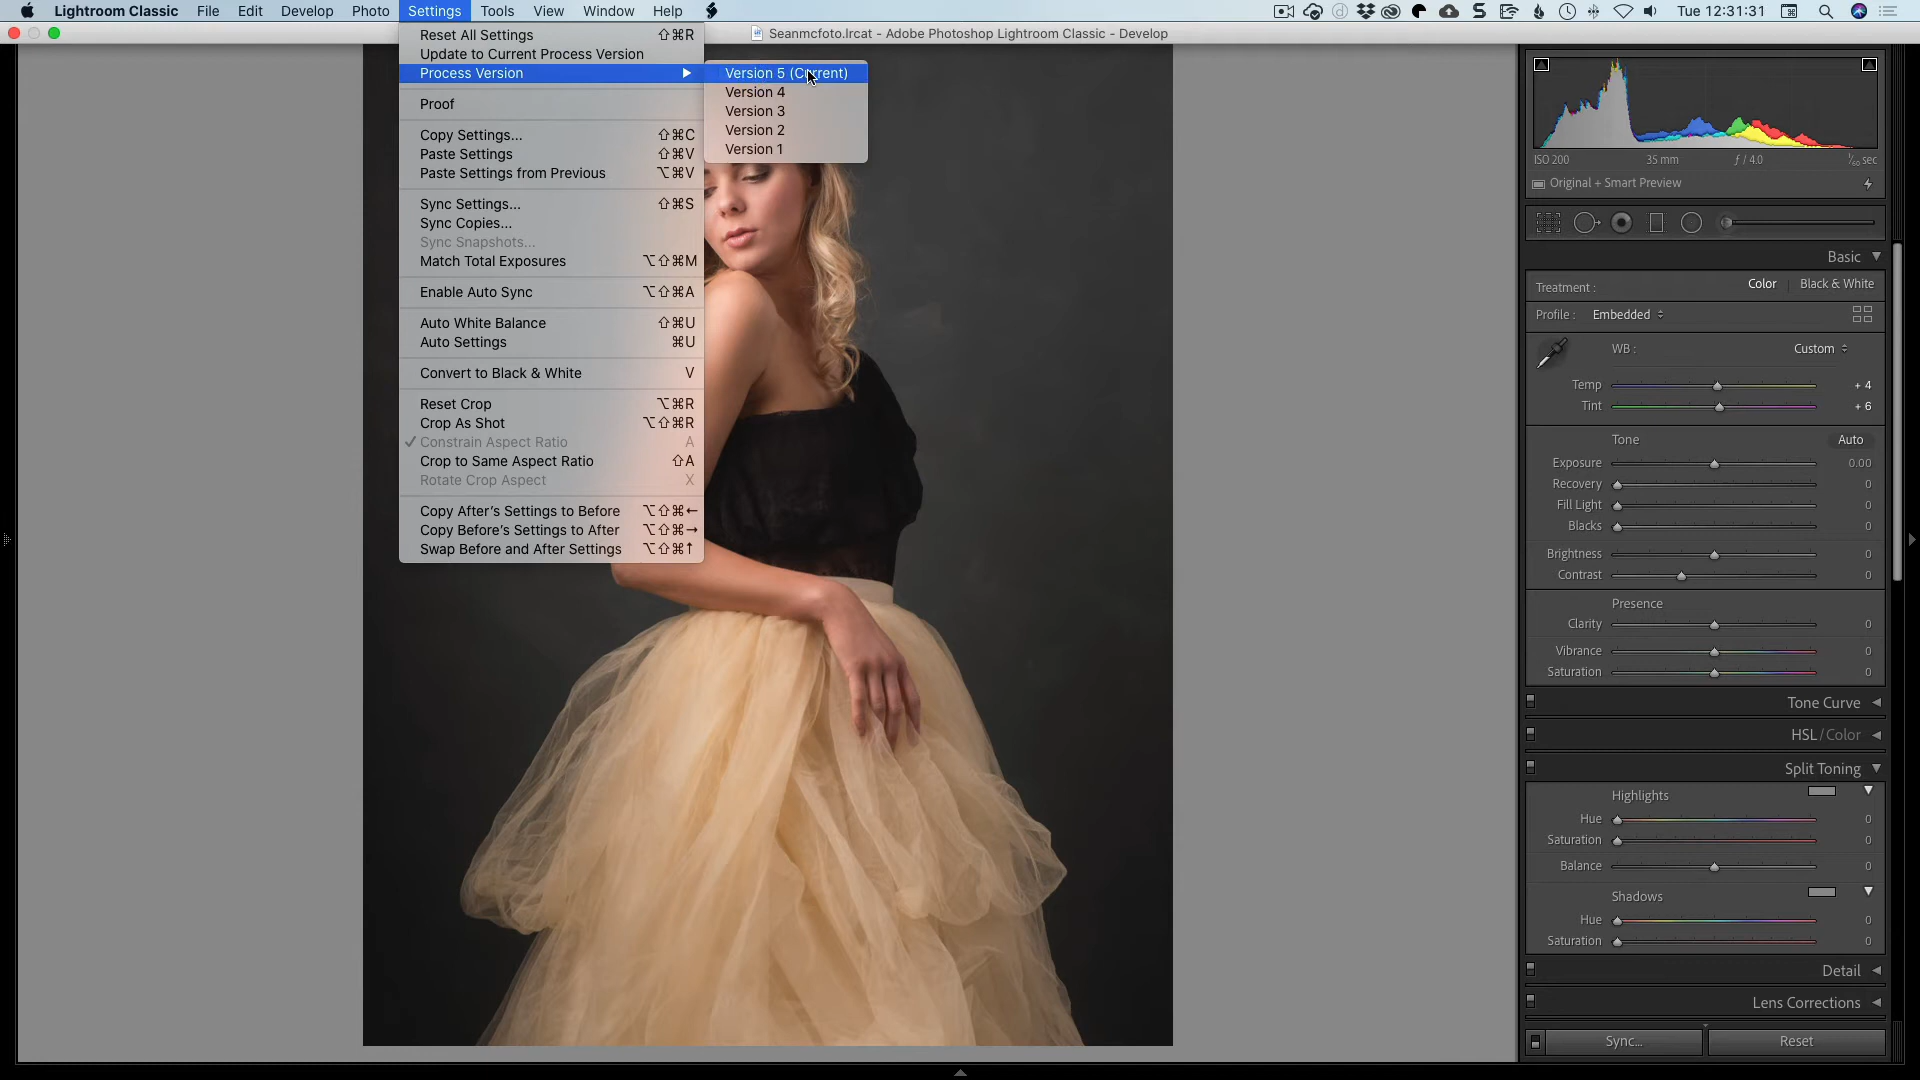 Lightroom Classic File Edit Develop Photo Settings Tools View Window Help Tue 12:31:31
Seanmcfoto.lrcat - Adobe Photoshop Lightroom Classic - Develop
Reset All Settings ⇧⌘R
Update to Current Process Version
Process Version ▶
Version 5 (Current)
Version 4
Version 3
Version 2
Version 1
Proof
Copy Settings... ⇧⌘C
Paste Settings ⇧⌘V
Paste Settings from Previous ⌥⌘V
Sync Settings... ⇧⌘S
Sync Copies...
Sync Snapshots...
Match Total Exposures ⌥⇧⌘M
Enable Auto Sync ⌥⇧⌘A
Auto White Balance ⇧⌘U
Auto Settings ⌘U
Convert to Black & White V
Reset Crop ⌥⌘R
Crop As Shot ⌥⇧⌘R
✓ Constrain Aspect Ratio A
Crop to Same Aspect Ratio ⇧A
Rotate Crop Aspect X
Copy After's Settings to Before ⌥⇧⌘←
Copy Before's Settings to After ⌥⇧⌘→
Swap Before and After Settings ⌥⇧⌘↑
ISO 200 35 mm ƒ / 4.0 1/60 sec
Original + Smart Preview
Basic
Treatment : Color Black & White
Profile : Embedded
WB : Custom
Temp + 4
Tint + 6
Tone Auto
Exposure 0.00
Recovery 0
Fill Light 0
Blacks 0
Brightness 0
Contrast 0
Presence
Clarity 0
Vibrance 0
Saturation 0
Tone Curve
HSL / Color
Split Toning
Highlights
Hue 0
Saturation 0
Balance 0
Shadows
Hue 0
Saturation 0
Detail
Lens Corrections
Sync... Reset